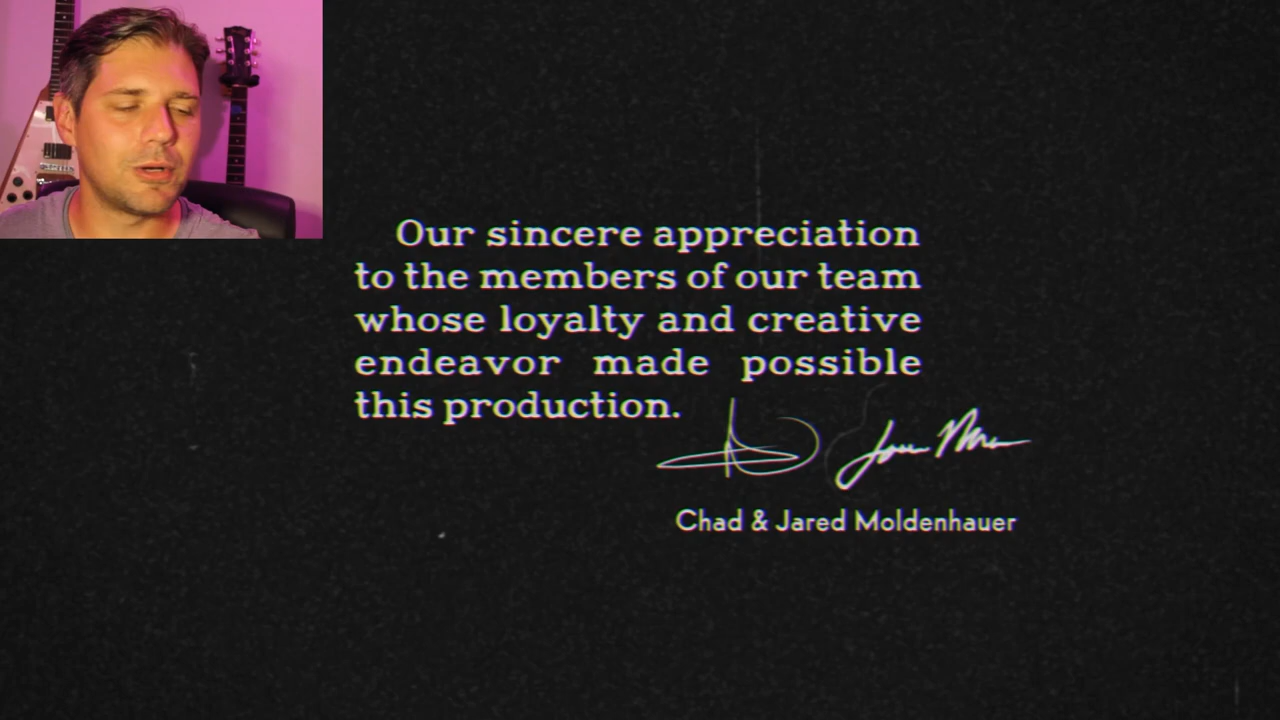 Our sincere appreciation
to the members of our team
whose loyalty and creative
endeavor made possible
this production.
Chad & Jared Moldenhauer